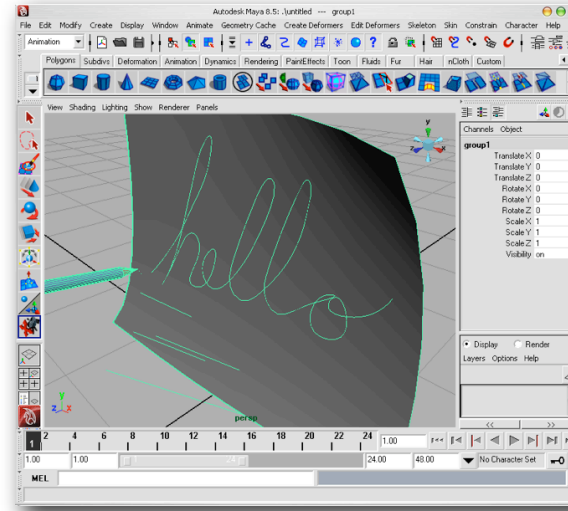 Autodesk Maya 8.5: .\untitled --- group1
File Edit Modify Create Display Window Animate Geometry Cache Create Deformers Edit Deformers Skeleton Skin Constrain Character Help
Animation
Polygons Subdivs Deformation Animation Dynamics Rendering PaintEffects Toon Fluids Fur Hair nCloth Custom
View Shading Lighting Show Renderer Panels
Channels Object
group1
Translate X 0
Translate Y 0
Translate Z 0
Rotate X 0
Rotate Y 0
Rotate Z 0
Scale X 1
Scale Y 1
Scale Z 1
Visibility on
y
z x
hello
Display Render
Layers Options Help
y
z x
persp
<< >>
1 2 4 6 8 10 12 14 16 18 20 22 24 1.00
1.00 1.00 24.00 48.00 No Character Set
MEL